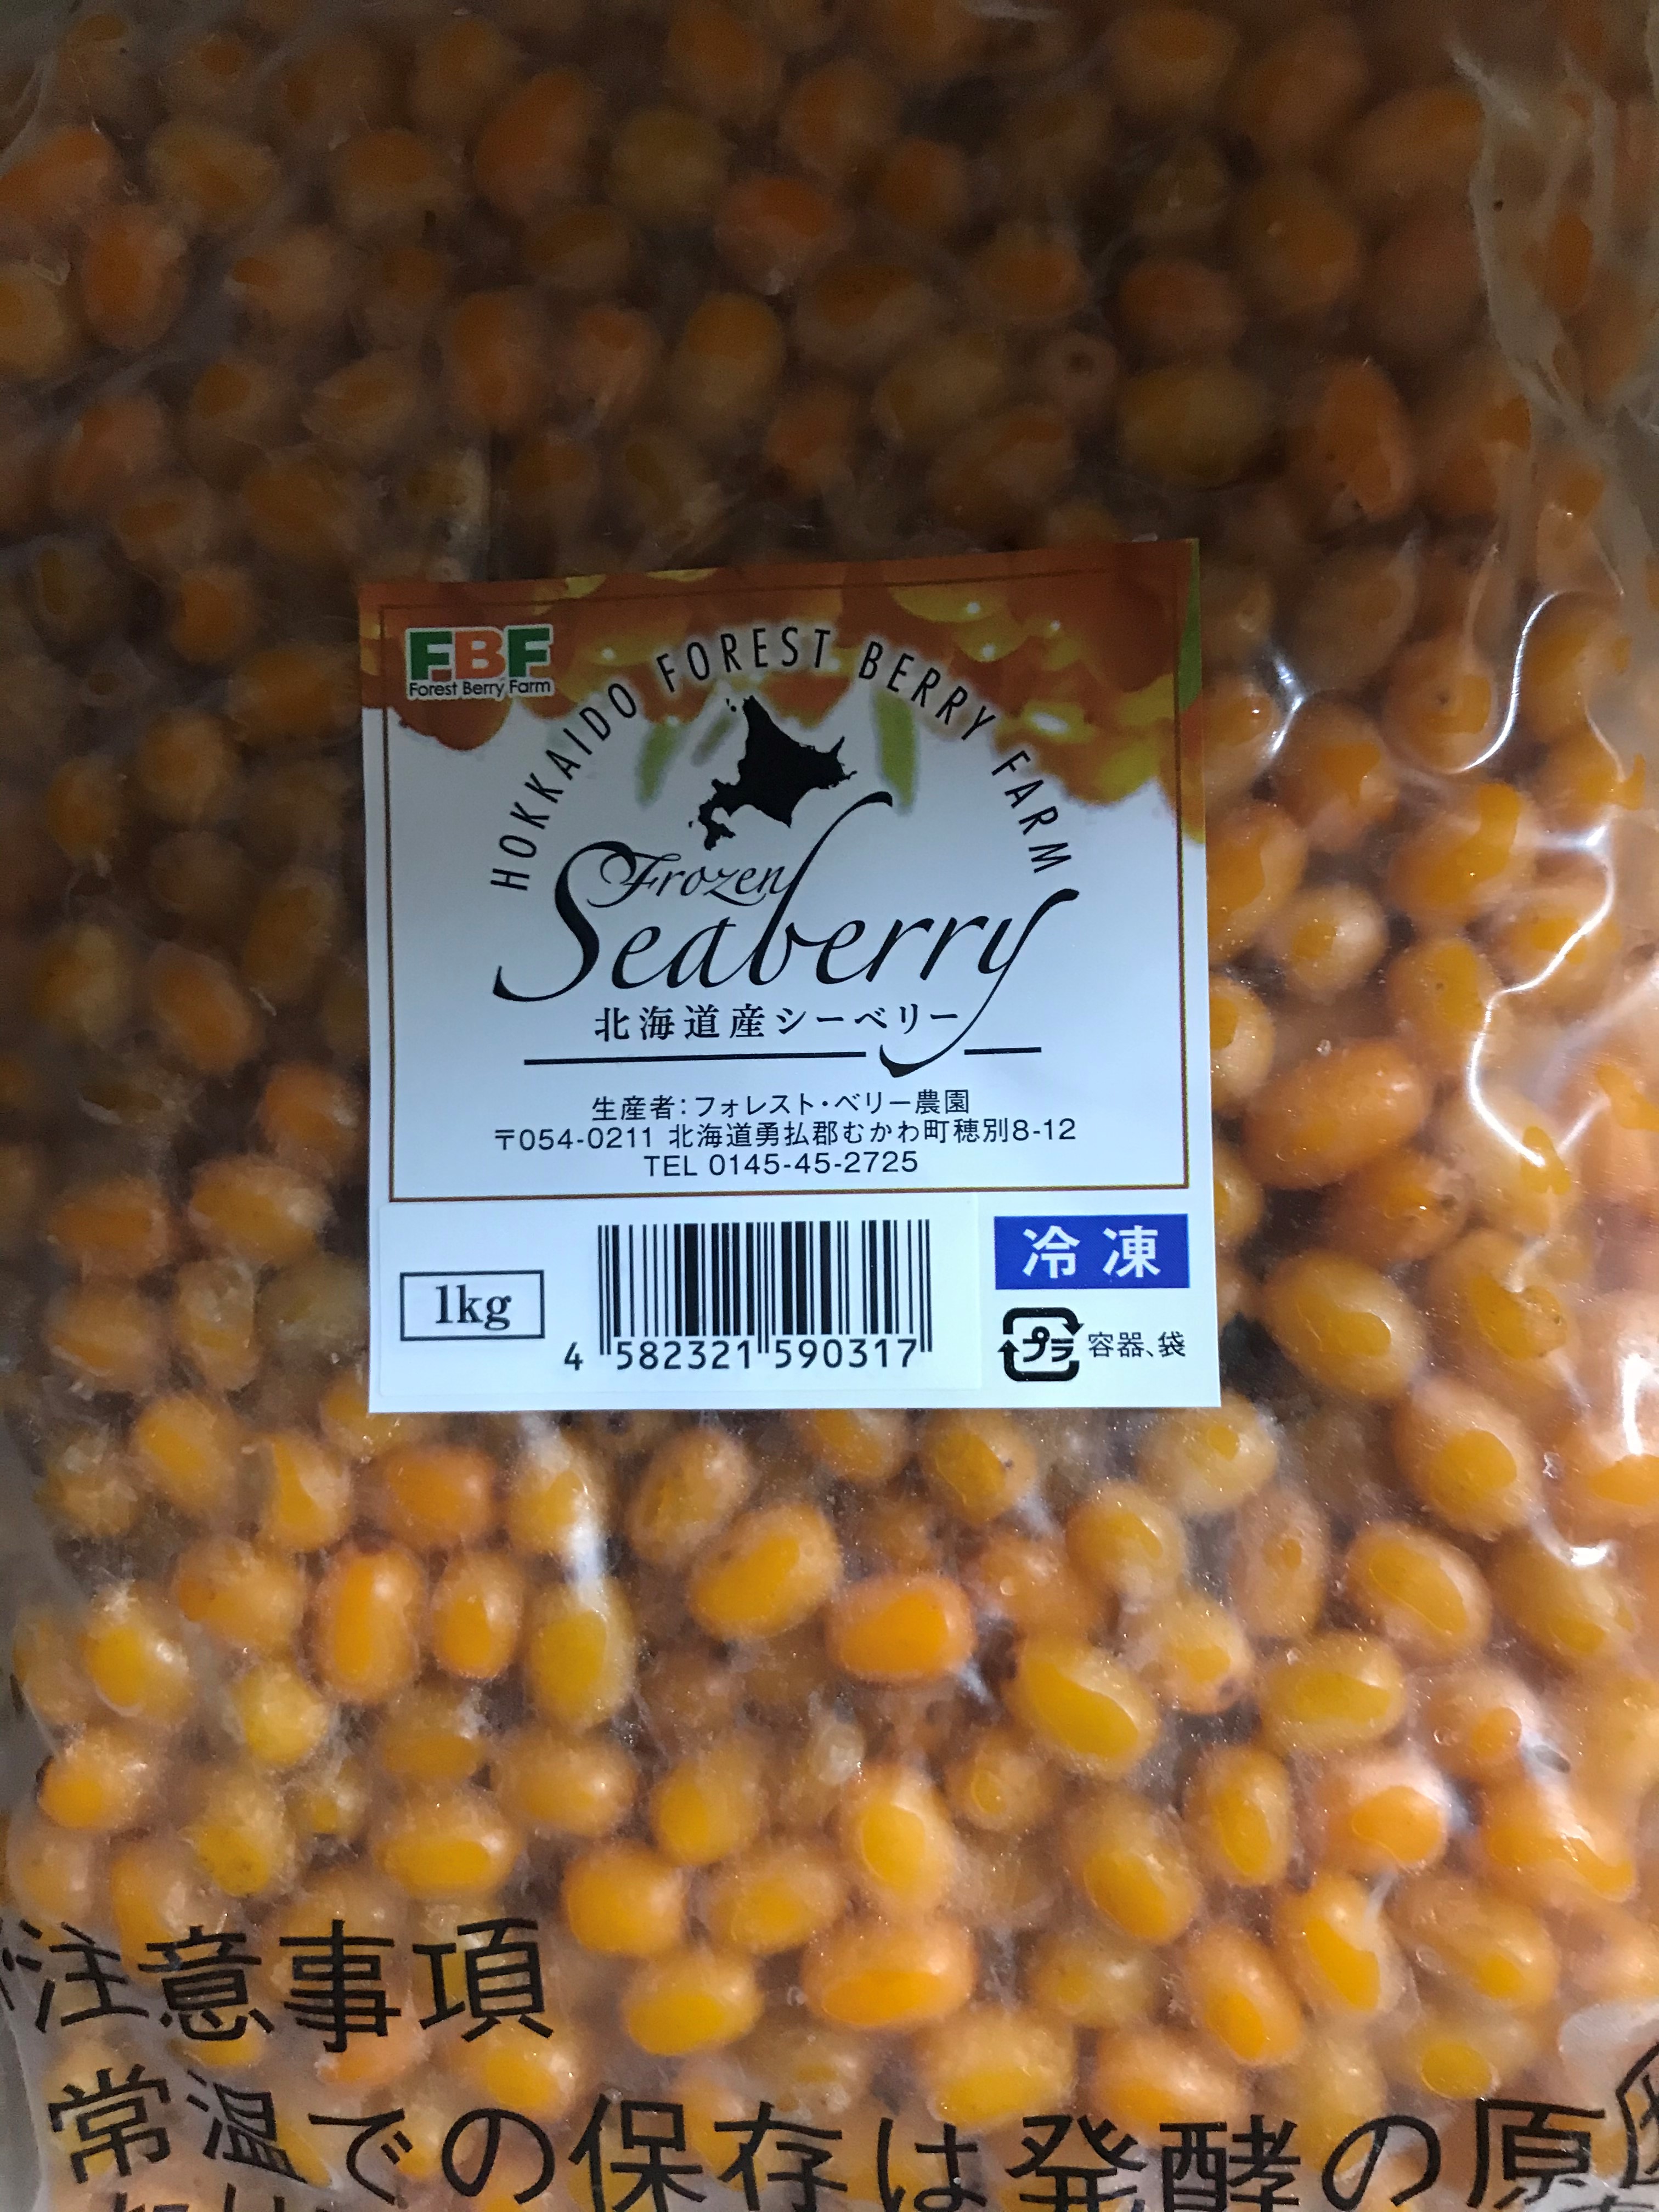 FBF
Forest Berry Farm
HOKKAIDO FOREST BERRY FARM
Frozen
Seaberry
北海道産シーベリー
生産者:フォレスト・ベリー農園
〒054-0211 北海道勇払郡むかわ町穂別8-12
TEL 0145-45-2725
1kg
4 582321 590317
冷凍
プラ 容器、袋
注意事項
常温での保存は発酵の原